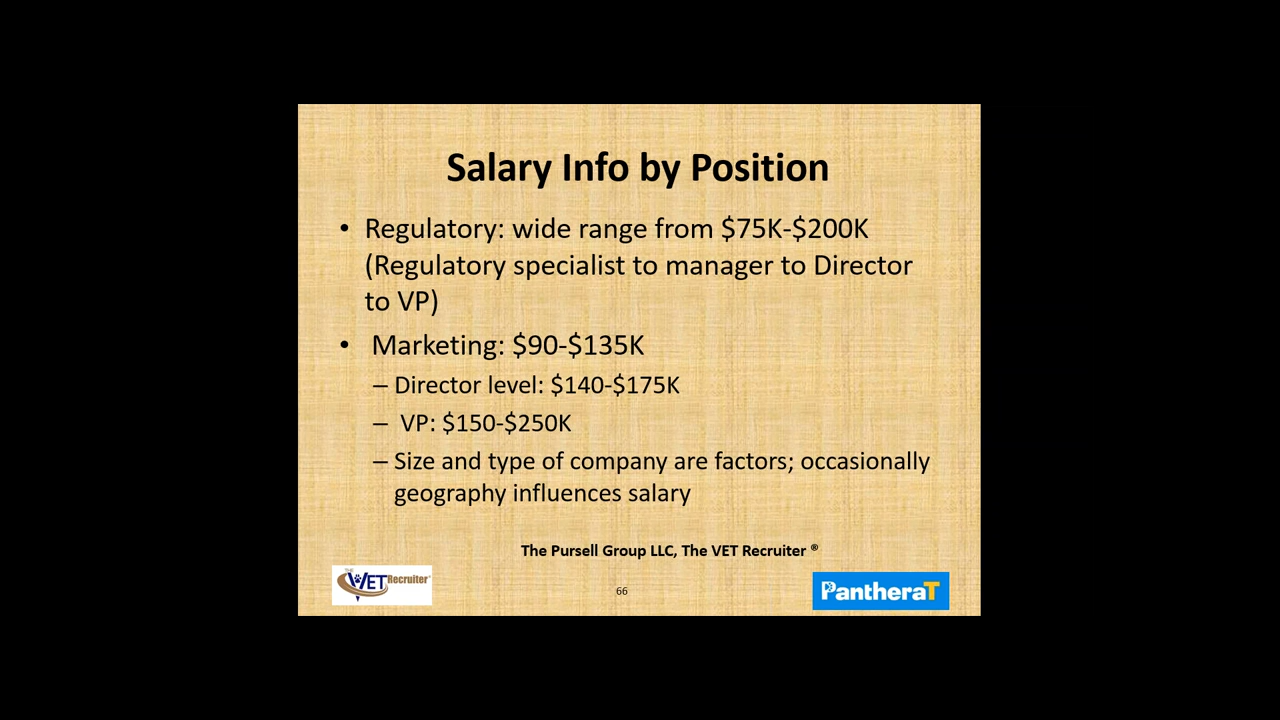 Salary Info by Position
• Regulatory: wide range from $75K-$200K
(Regulatory specialist to manager to Director
to VP)
• Marketing: $90-$135K
– Director level: $140-$175K
– VP: $150-$250K
– Size and type of company are factors; occasionally
geography influences salary
The Pursell Group LLC, The VET Recruiter ®
THE
VET Recruiter®
66
PantheraT